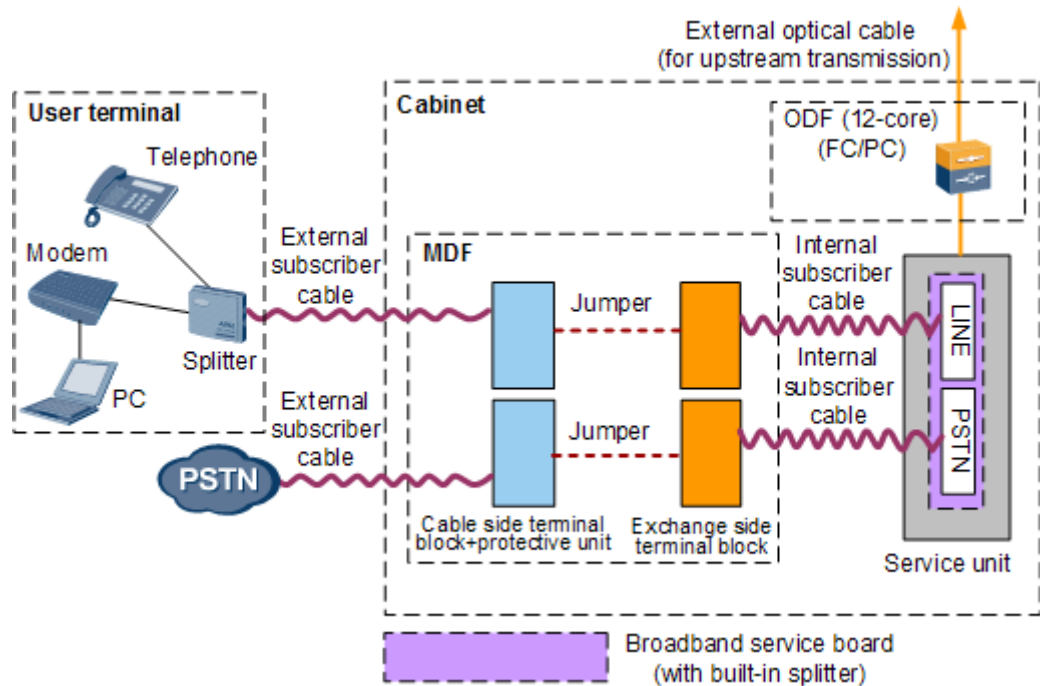 External optical cable
(for upstream transmission)
Cabinet
User terminal
ODF (12-core)
(FC/PC)
Telephone
Modem
External
subscriber
cable
MDF
Internal
subscriber
cable
Jumper
LINE
Splitter
PC
External
subscriber
cable
Internal
subscriber
cable
Jumper
PSTN
PSTN
Cable side terminal
block+protective unit
Exchange side
terminal block
Service unit
Broadband service board
(with built-in splitter)